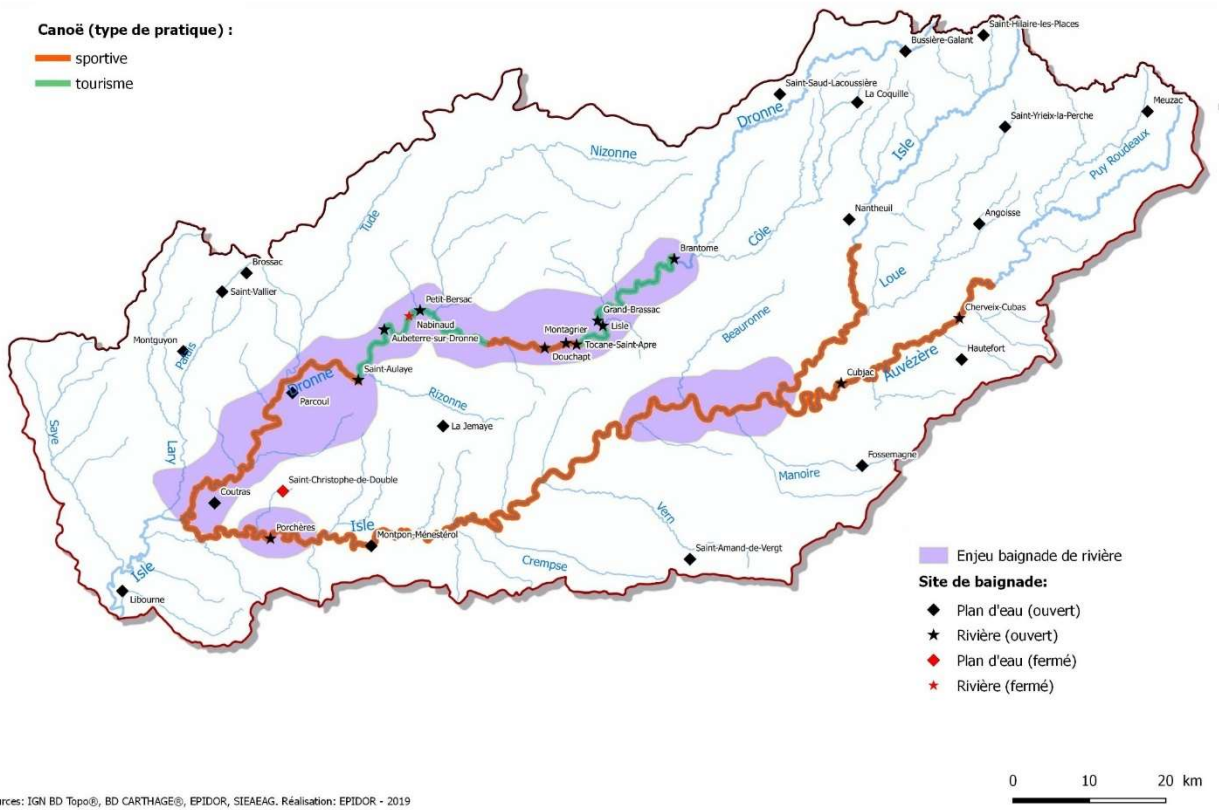 Canoë (type de pratique) :
sportive
tourisme
Saint-Hilaire-les-Places
Bussière-Galant
Saint-Saud-Lacoussière
La Coquille
Meuzac
Dronne
Saint-Yrieix-la-Perche
Isle
Puy Roudeaux
Nizonne
Tude
Nantheuil
Angoisse
Côle
Brantome
Loue
Brossac
Saint-Vallier
Petit-Bersac
Grand-Brassac
Cherveix-Cubas
Nabinaud
Montagrier
Lisle
Beauronne
Montguyon
Palais
Aubeterre-sur-Dronne
Tocane-Saint-Apre
Douchapt
Hautefort
Auvézère
Saint-Aulaye
Cubjac
Dronne
Parcoul
Rizonne
La Jemaye
Saye
Lary
Fossemagne
Manoire
Saint-Christophe-de-Double
Coutras
Vern
Porchères
Isle
Montpon-Ménestérol
Saint-Amand-de-Vergt
Crempse
Isle
Libourne
Enjeu baignade de rivière
Site de baignade:
Plan d'eau (ouvert)
Rivière (ouvert)
Plan d'eau (fermé)
Rivière (fermé)
0 10 20 km
urces: IGN BD Topo®, BD CARTHAGE®, EPIDOR, SIEAEAG. Réalisation: EPIDOR - 2019